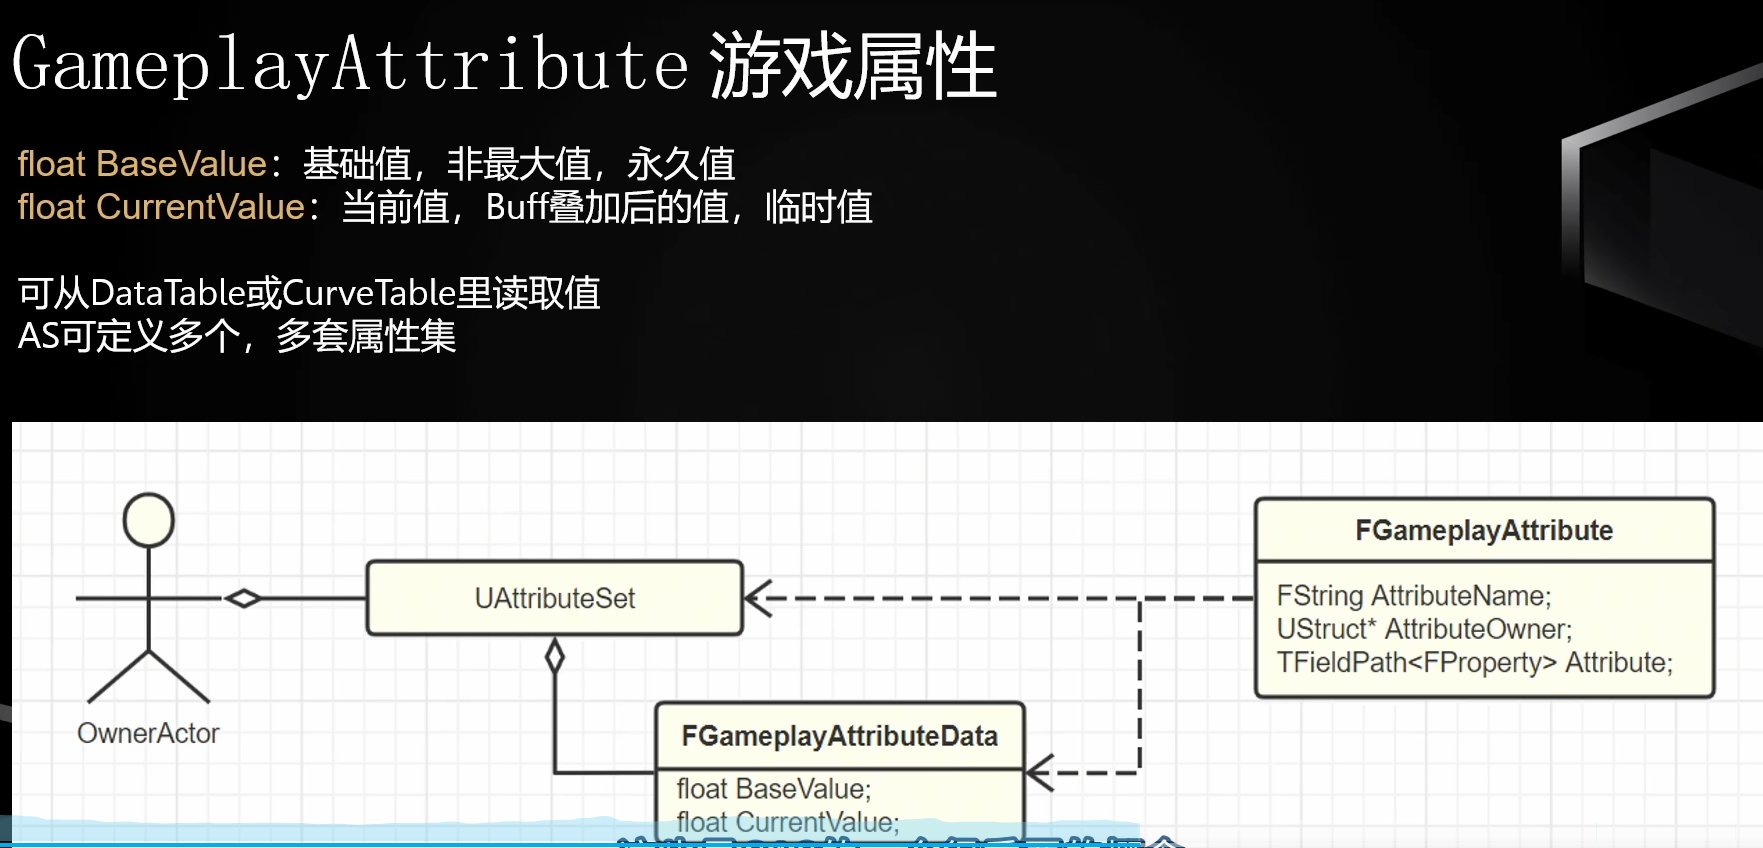 GameplayAttribute 游戏属性
float BaseValue：基础值，非最大值，永久值
float CurrentValue：当前值，Buff叠加后的值，临时值
可从DataTable或CurveTable里读取值
AS可定义多个，多套属性集
FGameplayAttribute
FString AttributeName;
UStruct* AttributeOwner;
TFieldPath<FProperty> Attribute;
UAttributeSet
OwnerActor
FGameplayAttributeData
float BaseValue;
float CurrentValue;